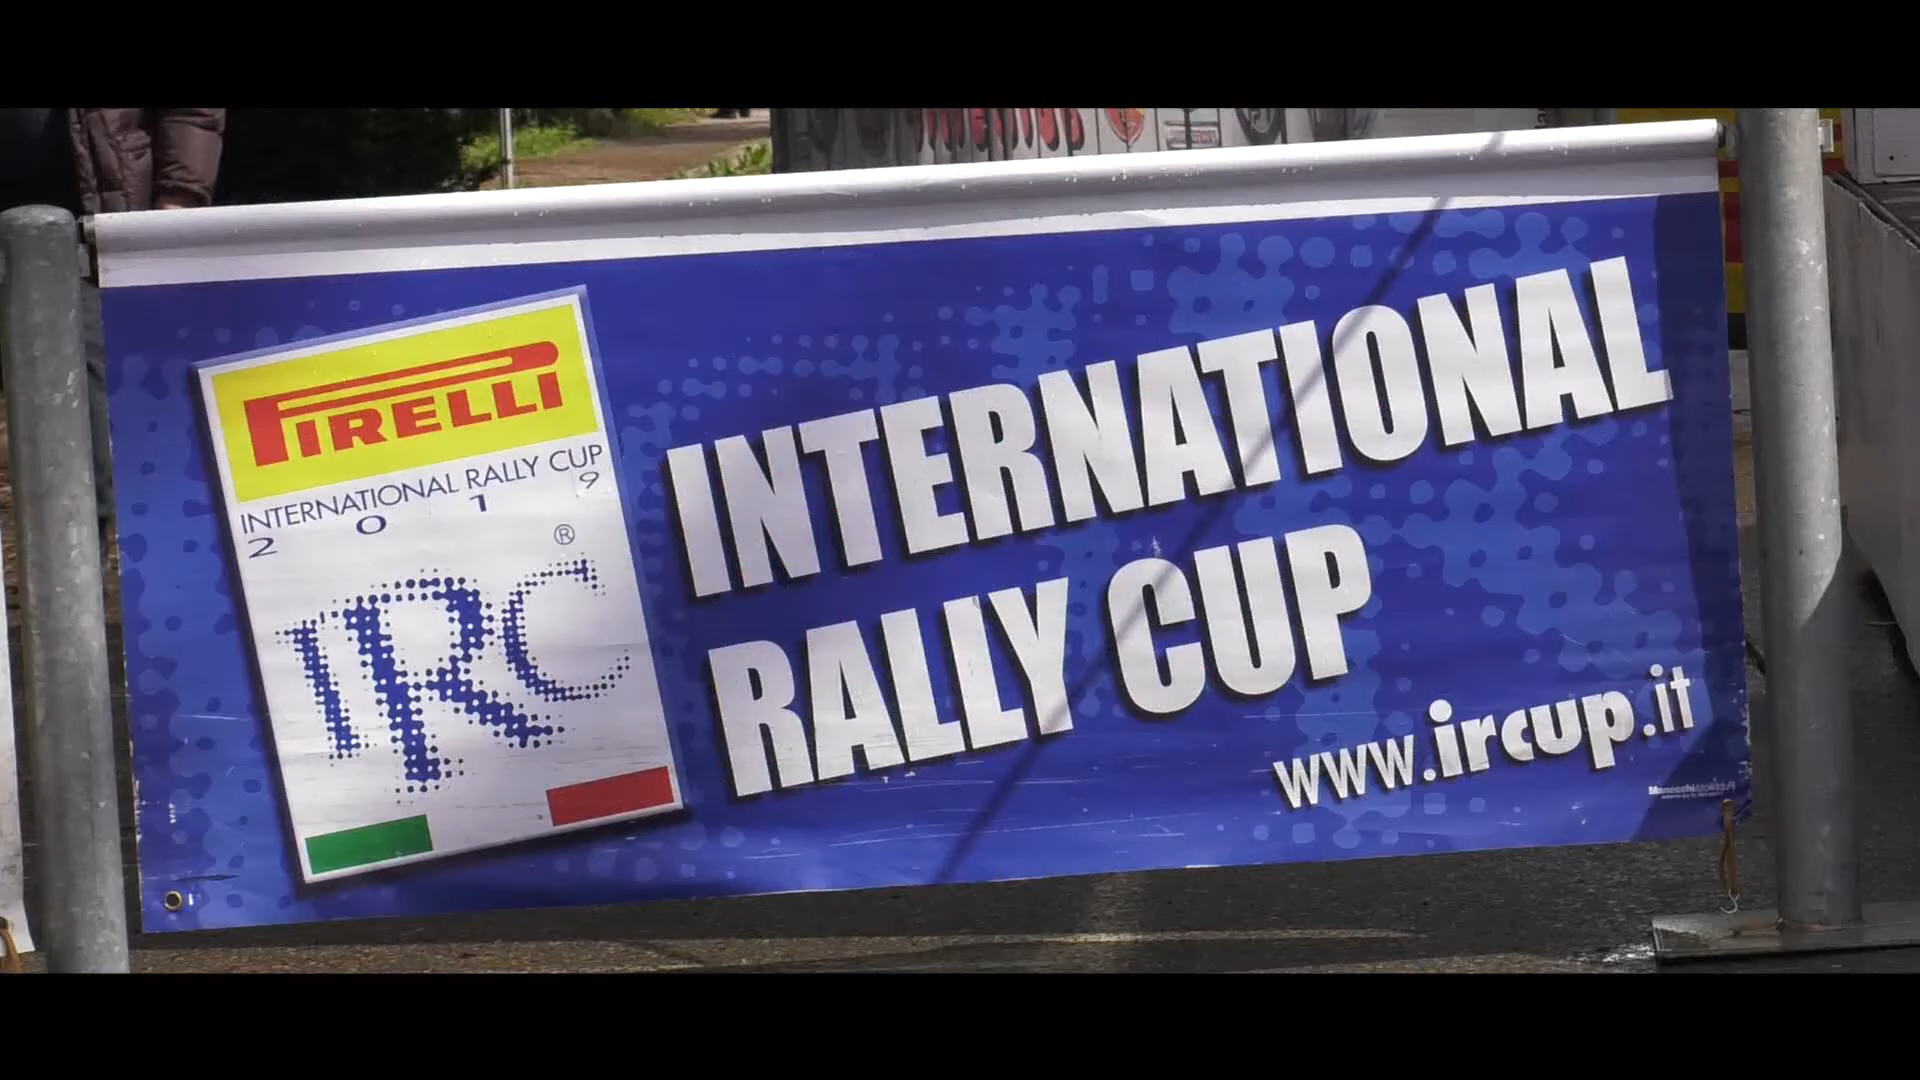 PIRELLI
INTERNATIONAL RALLY CUP
2 0 1 9
®
IRC
INTERNATIONAL
RALLY CUP
www.ircup.it